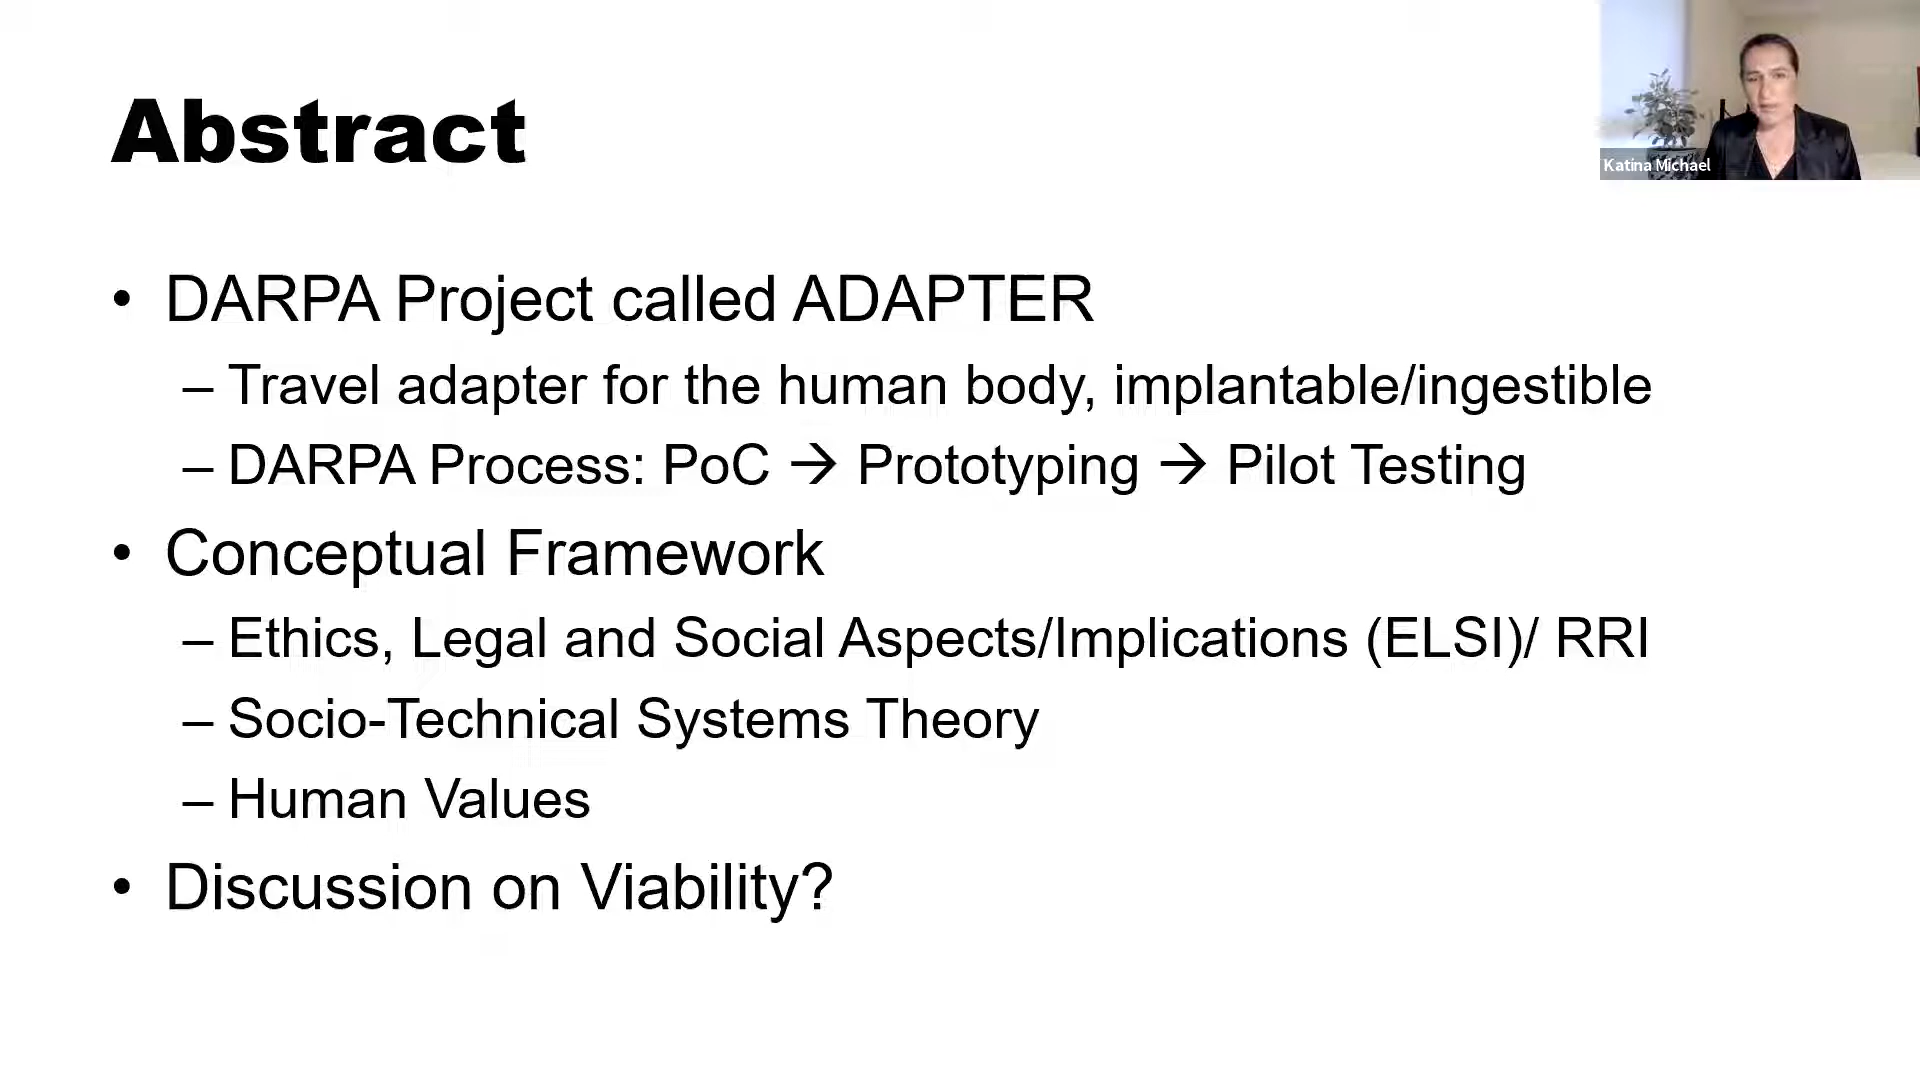 Abstract
Katina Michael
• DARPA Project called ADAPTER
– Travel adapter for the human body, implantable/ingestible
– DARPA Process: PoC → Prototyping → Pilot Testing
• Conceptual Framework
– Ethics, Legal and Social Aspects/Implications (ELSI)/ RRI
– Socio-Technical Systems Theory
– Human Values
• Discussion on Viability?